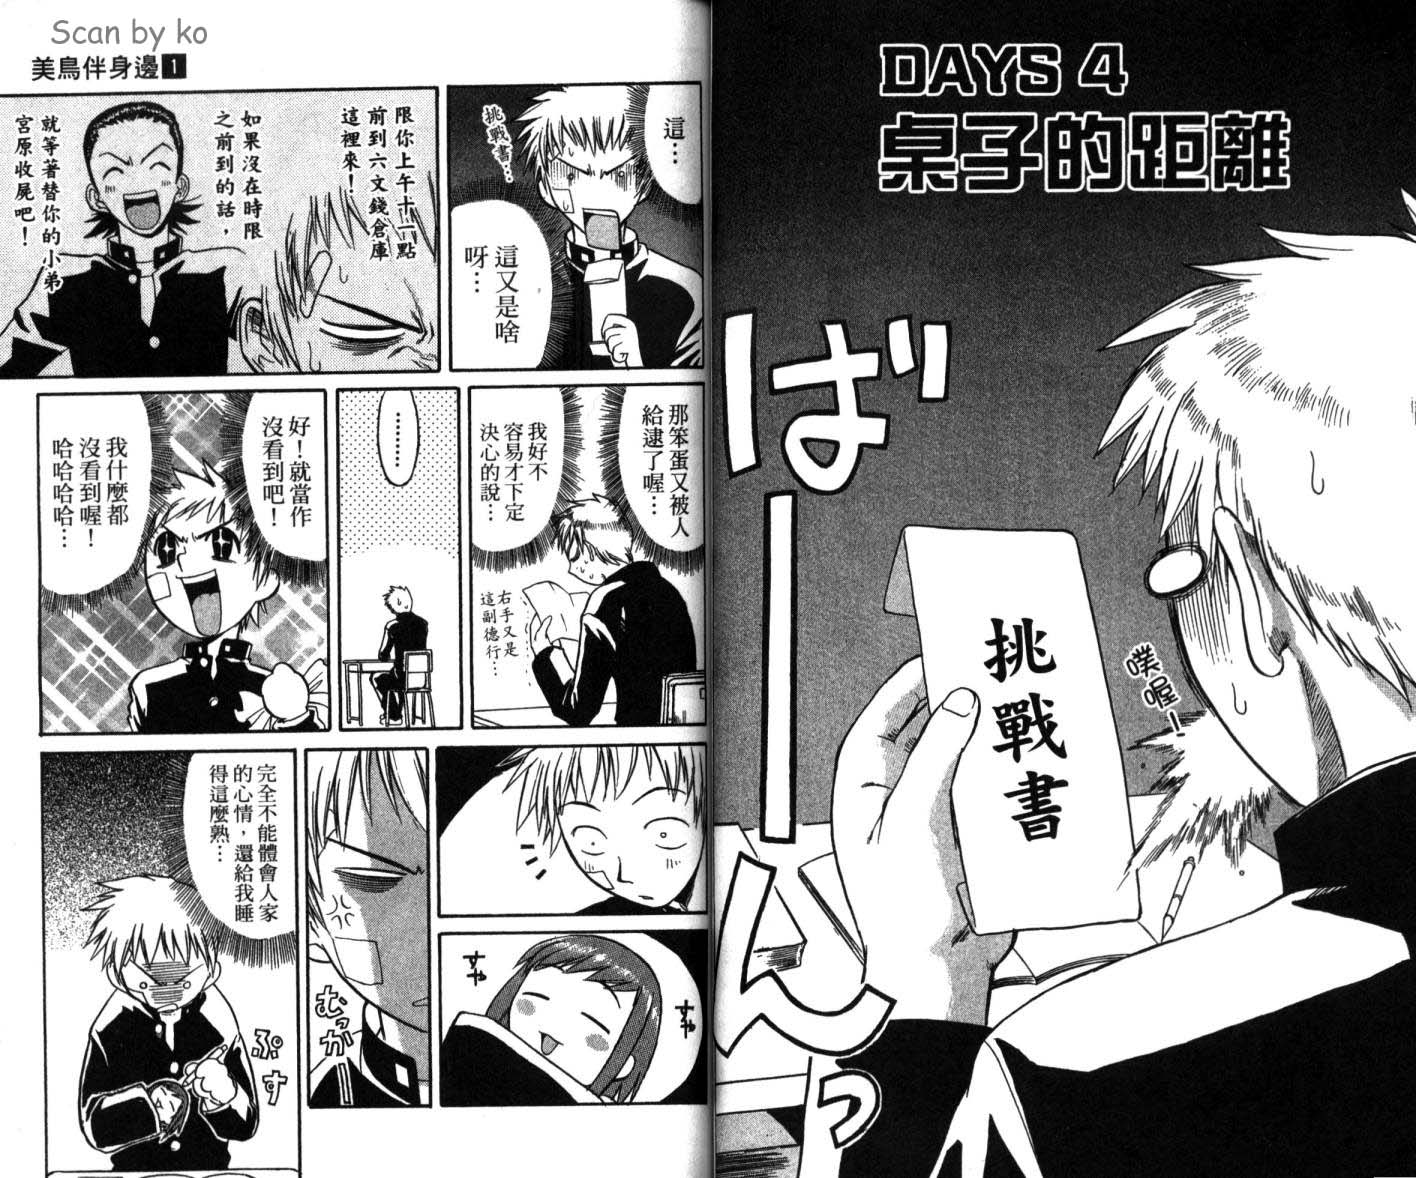 Scan by ko
美鳥伴身邊1
DAYS 4
桌子的距離
挑戰書
噗喔！
ばーんっ
這…
挑戰書…
這又是啥
呀…
限你上午十一點
前到六文錢倉庫
這裡來！
如果沒在時限
之前到的話，
就等著替你的小弟
宮原收屍吧！
那笨蛋又被人
給逮了喔…
我好不
容易才下定
決心的說…
右手又是
這副德行…
………
好！就當作
沒看到吧！
我什麼都
沒看到喔！
哈哈哈哈…
すや
すや
むっか
完全不能體會人家
的心情，還給我睡
得這麼熟…
ぷす